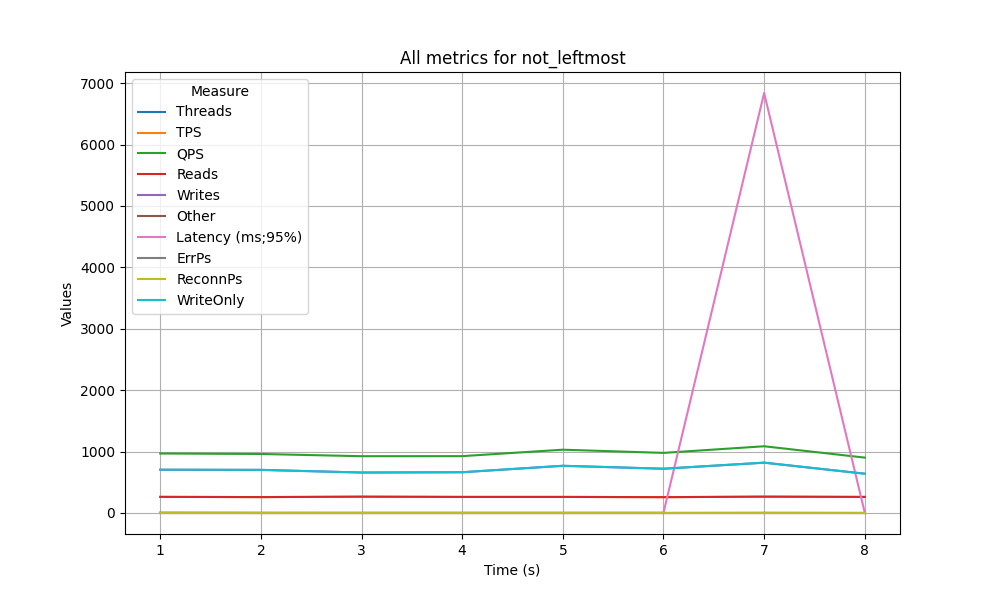 All metrics for not_leftmost
Values
7000
6000
5000
4000
3000
2000
1000
0
Measure
Threads
TPS
QPS
Reads
Writes
Other
Latency (ms;95%)
ErrPs
ReconnPs
WriteOnly
1 2 3 4 5 6 7 8
Time (s)